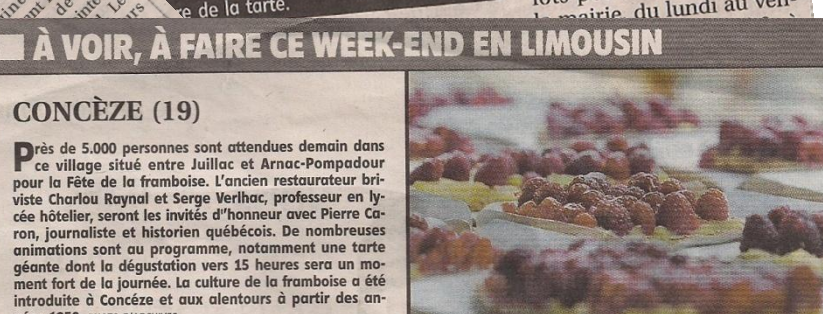 de la tarte.
la mairie, du lundi au ven-
À VOIR, À FAIRE CE WEEK-END EN LIMOUSIN
CONCÈZE (19)
Près de 5.000 personnes sont attendues demain dans
ce village situé entre Juillac et Arnac-Pompadour
pour la Fête de la framboise. L'ancien restaurateur bri-
viste Charlou Raynal et Serge Verlhac, professeur en ly-
cée hôtelier, seront les invités d''honneur avec Pierre Ca-
ron, journaliste et historien québécois. De nombreuses
animations sont au programme, notamment une tarte
géante dont la dégustation vers 15 heures sera un mo-
ment fort de la journée. La culture de la framboise a été
introduite à Concéze et aux alentours à partir des an-